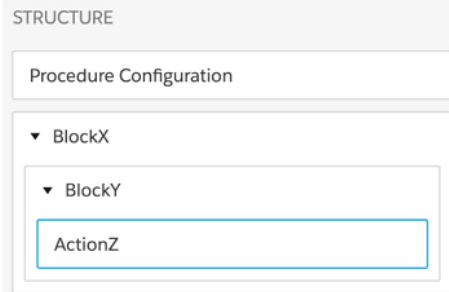 STRUCTURE
Procedure Configuration
BlockX
BlockY
ActionZ